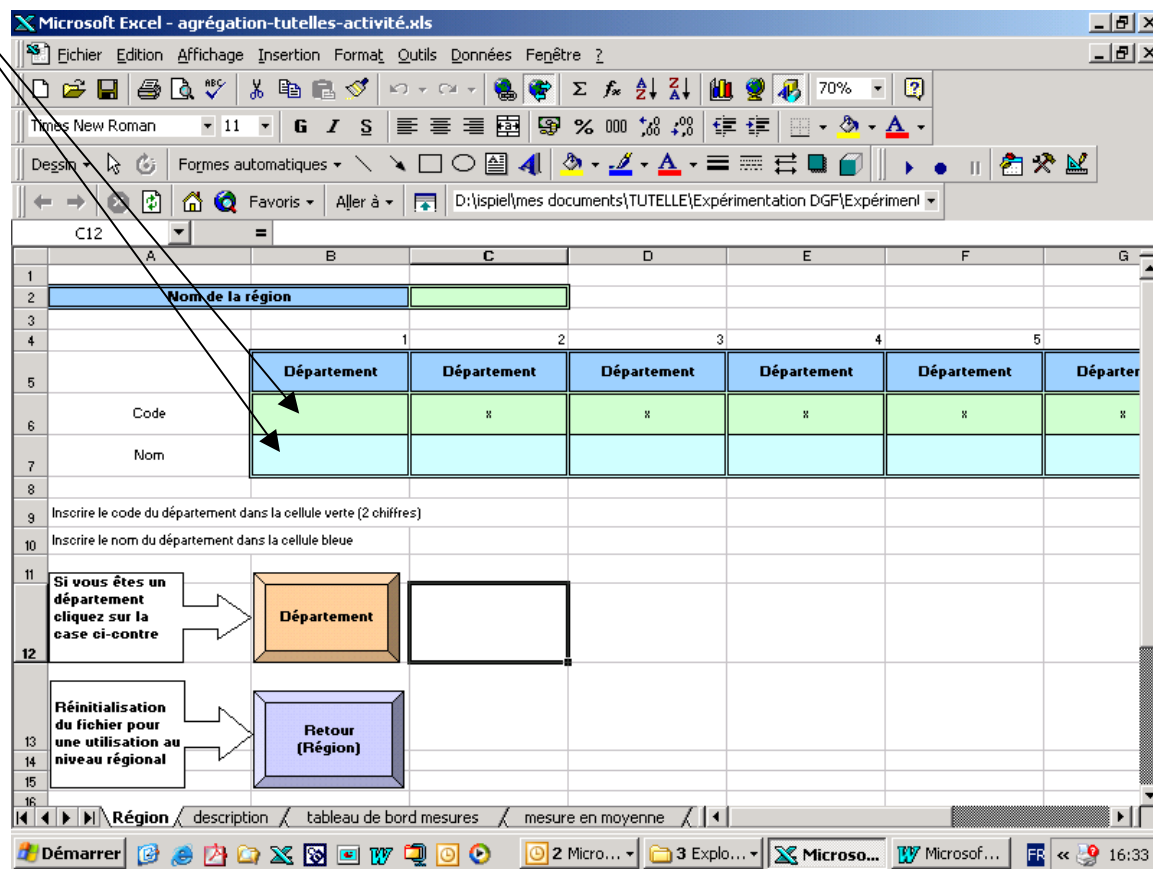 Microsoft Excel - agrégation-tutelles-activité.xls
Fichier Edition Affichage Insertion Format Outils Données Fenêtre ?
70%
Times New Roman 11 G I S % 000
Dessin Formes automatiques
Favoris Aller à D:\ispiel\mes documents\TUTELLE\Expérimentation DGF\Expériment
C12 =
A B C D E F G
1
2 Nom de la région
3
4 1 2 3 4 5
5 Département Département Département Département Département Départer
6 Code x x x x x
7 Nom
8
9 Inscrire le code du département dans la cellule verte (2 chiffres)
10 Inscrire le nom du département dans la cellule bleue
11
Si vous êtes un
département
cliquez sur la
case ci-contre
Département
12
Réinitialisation
du fichier pour
une utilisation au
niveau régional
Retour
(Région)
13
14
15
16
Région description tableau de bord mesures mesure en moyenne
Démarrer 2 Micro... 3 Explo... Microso... Microsof... FR « 16:33